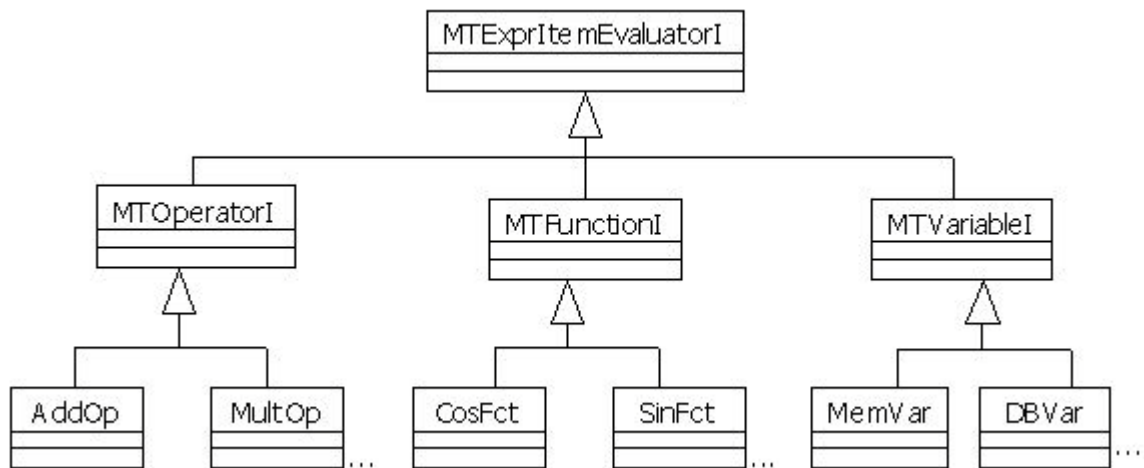 MTExprItemEvaluatorI
MTOperatorI MTFunctionI MTVariableI
AddOp MultOp ... CosFct SinFct ... MemVar DBVar ...